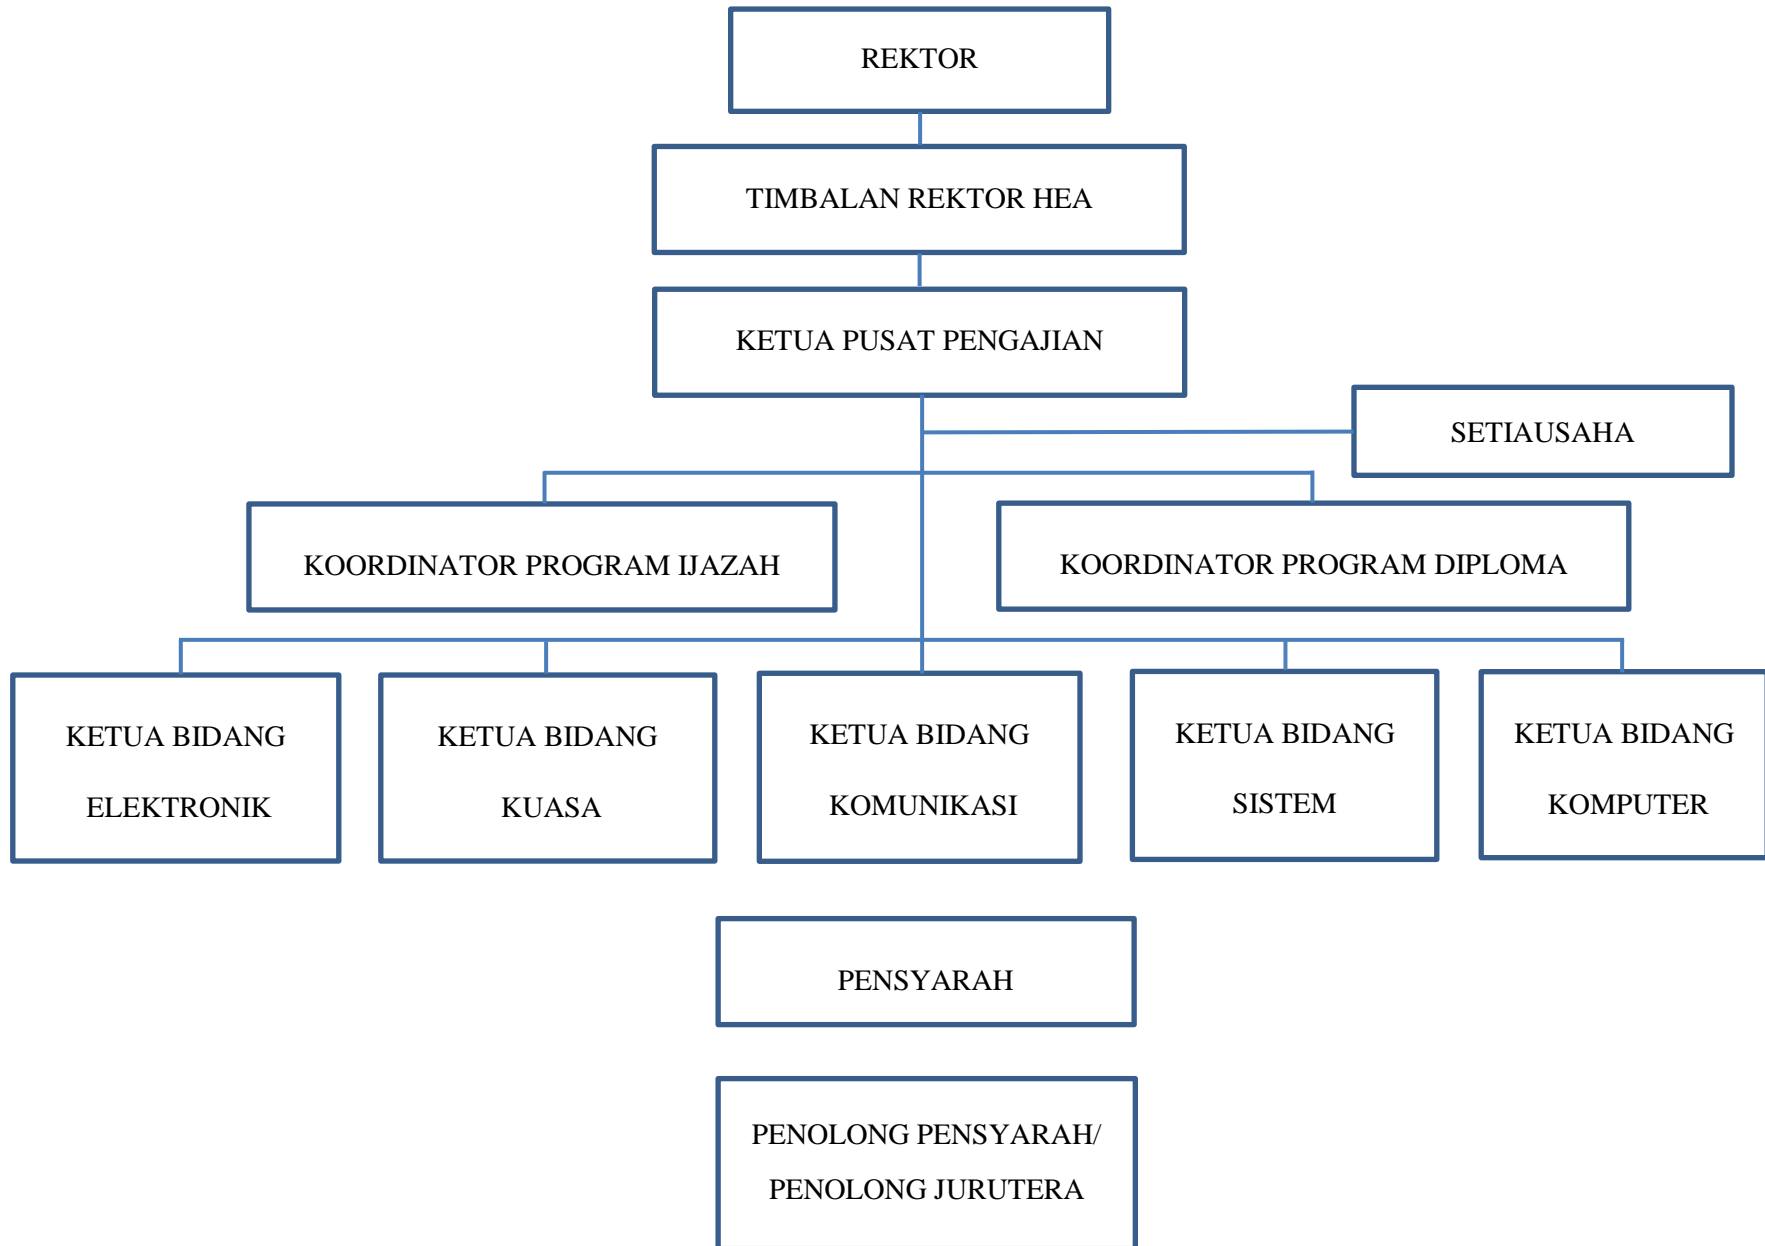 REKTOR
TIMBALAN REKTOR HEA
KETUA PUSAT PENGAJIAN
SETIAUSAHA
KOORDINATOR PROGRAM IJAZAH
KOORDINATOR PROGRAM DIPLOMA
KETUA BIDANG
ELEKTRONIK
KETUA BIDANG
KUASA
KETUA BIDANG
KOMUNIKASI
KETUA BIDANG
SISTEM
KETUA BIDANG
KOMPUTER
PENSYARAH
PENOLONG PENSYARAH/
PENOLONG JURUTERA